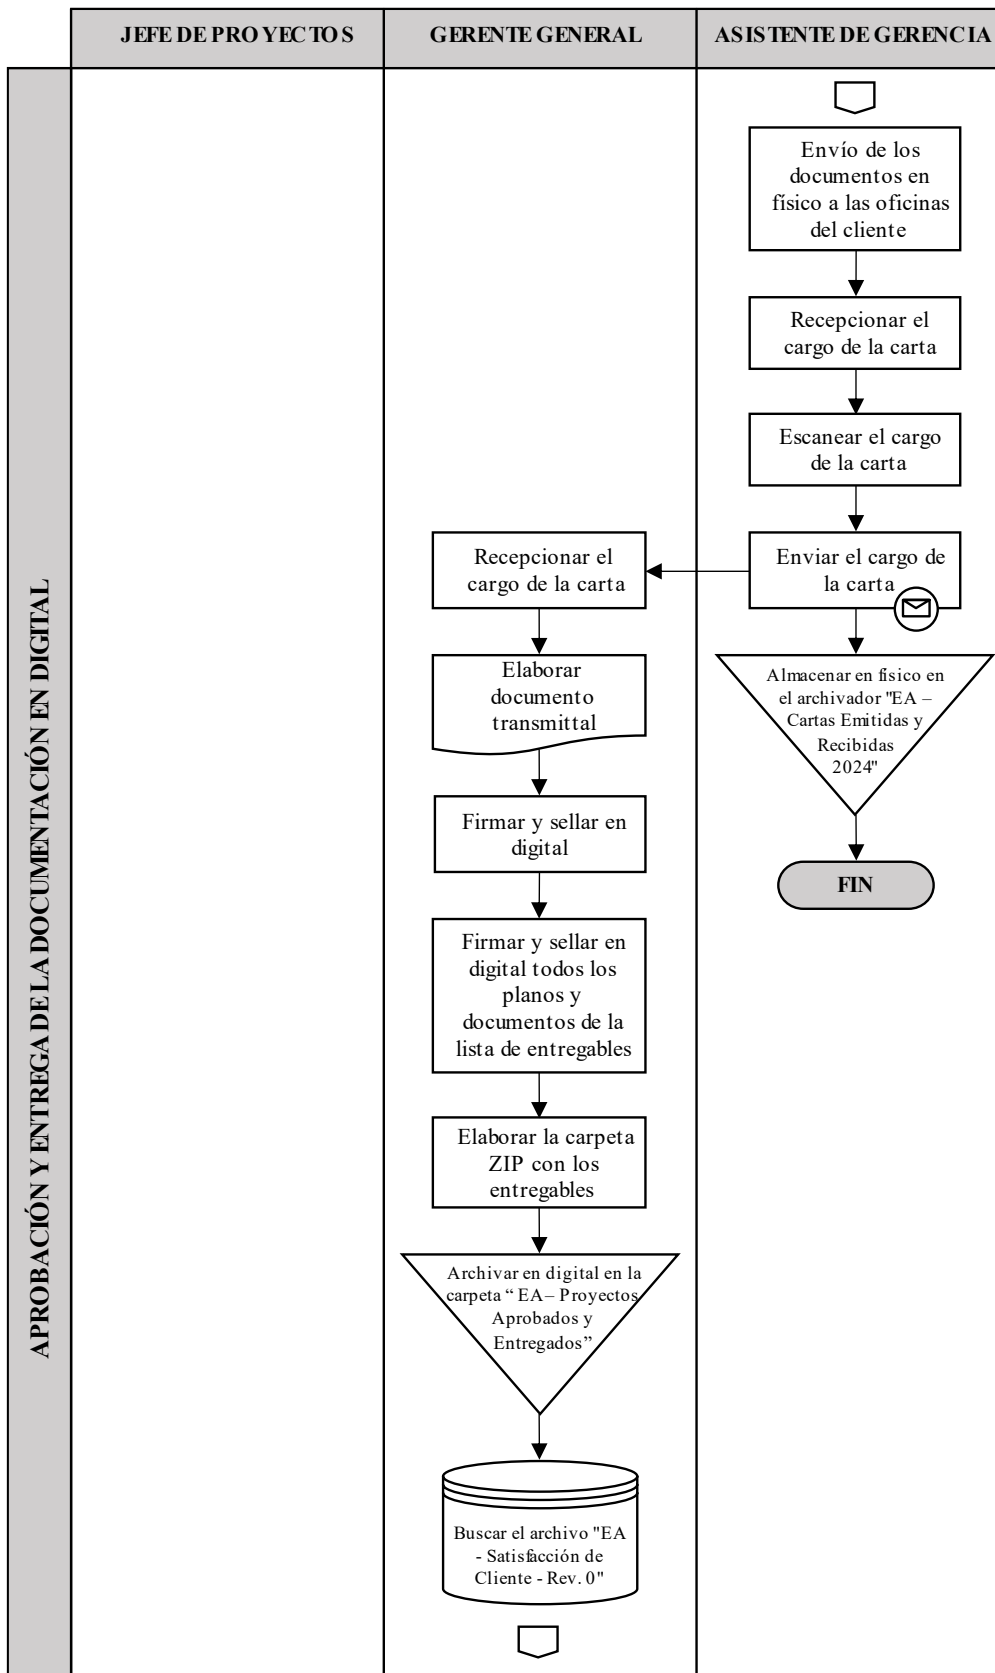 JEFE DE PROYECTOS
GERENTE GENERAL
ASISTENTE DE GERENCIA
APROBACIÓN Y ENTREGA DE LA DOCUMENTACIÓN EN DIGITAL
Envío de los
documentos en
físico a las oficinas
del cliente
Recepcionar el
cargo de la carta
Escanear el cargo
de la carta
Enviar el cargo de
la carta
Almacenar en físico en
el archivador "EA –
Cartas Emitidas y
Recibidas
2024"
FIN
Recepcionar el
cargo de la carta
Elaborar
documento
transmittal
Firmar y sellar en
digital
Firmar y sellar en
digital todos los
planos y
documentos de la
lista de entregables
Elaborar la carpeta
ZIP con los
entregables
Archivar en digital en la
carpeta “ EA – Proyectos
Aprobados y
Entregados”
Buscar el archivo "EA
- Satisfacción de
Cliente - Rev. 0"